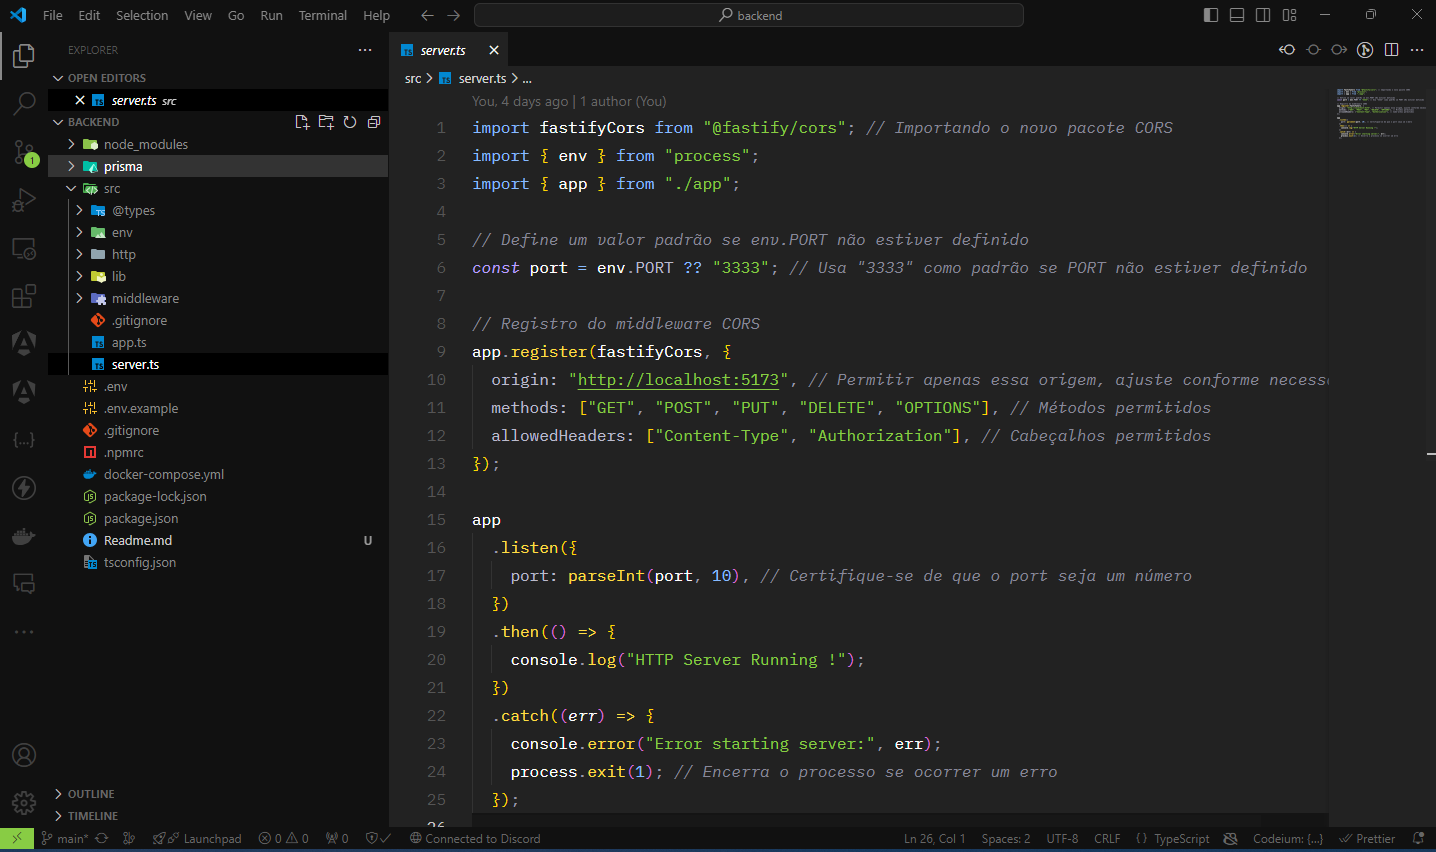 File Edit Selection View Go Run Terminal Help backend
EXPLORER
OPEN EDITORS
server.ts src
BACKEND
node_modules
prisma
src
@types
env
http
lib
middleware
.gitignore
app.ts
server.ts
.env
.env.example
.gitignore
.npmrc
docker-compose.yml
package-lock.json
package.json
Readme.md U
tsconfig.json
OUTLINE
TIMELINE
server.ts
src > server.ts > ...
You, 4 days ago | 1 author (You)
1 import fastifyCors from "@fastify/cors"; // Importando o novo pacote CORS
2 import { env } from "process";
3 import { app } from "./app";
4
5 // Define um valor padrão se env.PORT não estiver definido
6 const port = env.PORT ?? "3333"; // Usa "3333" como padrão se PORT não estiver definido
7
8 // Registro do middleware CORS
9 app.register(fastifyCors, {
10 origin: "http://localhost:5173", // Permitir apenas essa origem, ajuste conforme necess
11 methods: ["GET", "POST", "PUT", "DELETE", "OPTIONS"], // Métodos permitidos
12 allowedHeaders: ["Content-Type", "Authorization"], // Cabeçalhos permitidos
13 });
14
15 app
16 .listen({
17 port: parseInt(port, 10), // Certifique-se de que o port seja um número
18 })
19 .then(() => {
20 console.log("HTTP Server Running !");
21 })
22 .catch((err) => {
23 console.error("Error starting server:", err);
24 process.exit(1); // Encerra o processo se ocorrer um erro
25 });
26
1
main* Launchpad 0 0 0 Connected to Discord Ln 26, Col 1 Spaces: 2 UTF-8 CRLF {} TypeScript Codeium: {...} Prettier